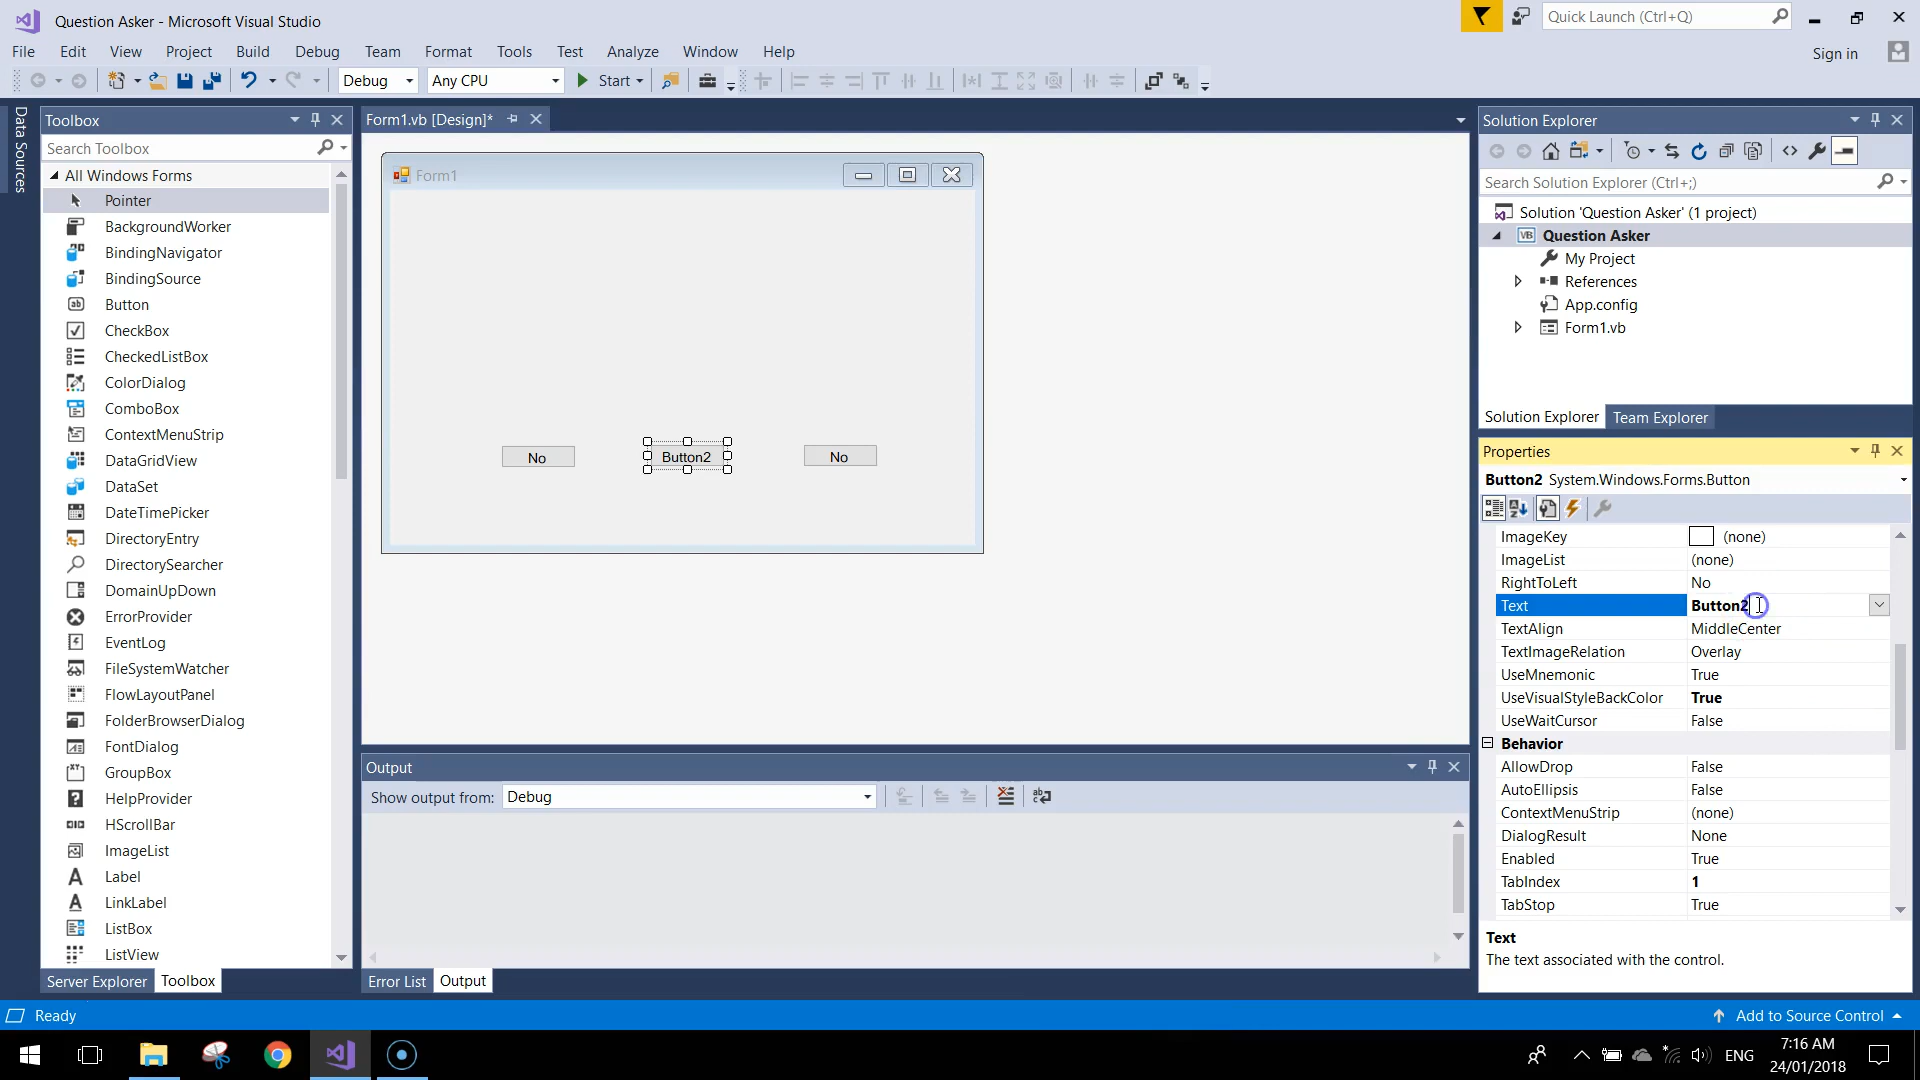 Question Asker - Microsoft Visual Studio
Quick Launch (Ctrl+Q)
File Edit View Project Build Debug Team Format Tools Test Analyze Window Help
Sign in
Debug Any CPU Start
Data Sources
Toolbox
Search Toolbox
All Windows Forms
Pointer
BackgroundWorker
BindingNavigator
BindingSource
Button
CheckBox
CheckedListBox
ColorDialog
ComboBox
ContextMenuStrip
DataGridView
DataSet
DateTimePicker
DirectoryEntry
DirectorySearcher
DomainUpDown
ErrorProvider
EventLog
FileSystemWatcher
FlowLayoutPanel
FolderBrowserDialog
FontDialog
GroupBox
HelpProvider
HScrollBar
ImageList
Label
LinkLabel
ListBox
ListView
Server Explorer Toolbox
Form1.vb [Design]*
Form1
No Button2 No
Output
Show output from: Debug
Error List Output
Solution Explorer
Search Solution Explorer (Ctrl+;)
Solution 'Question Asker' (1 project)
VB Question Asker
My Project
References
App.config
Form1.vb
Solution Explorer Team Explorer
Properties
Button2 System.Windows.Forms.Button
ImageKey (none)
ImageList (none)
RightToLeft No
Text Button2
TextAlign MiddleCenter
TextImageRelation Overlay
UseMnemonic True
UseVisualStyleBackColor True
UseWaitCursor False
Behavior
AllowDrop False
AutoEllipsis False
ContextMenuStrip (none)
DialogResult None
Enabled True
TabIndex 1
TabStop True
Text
The text associated with the control.
Ready
Add to Source Control
ENG
7:16 AM
24/01/2018